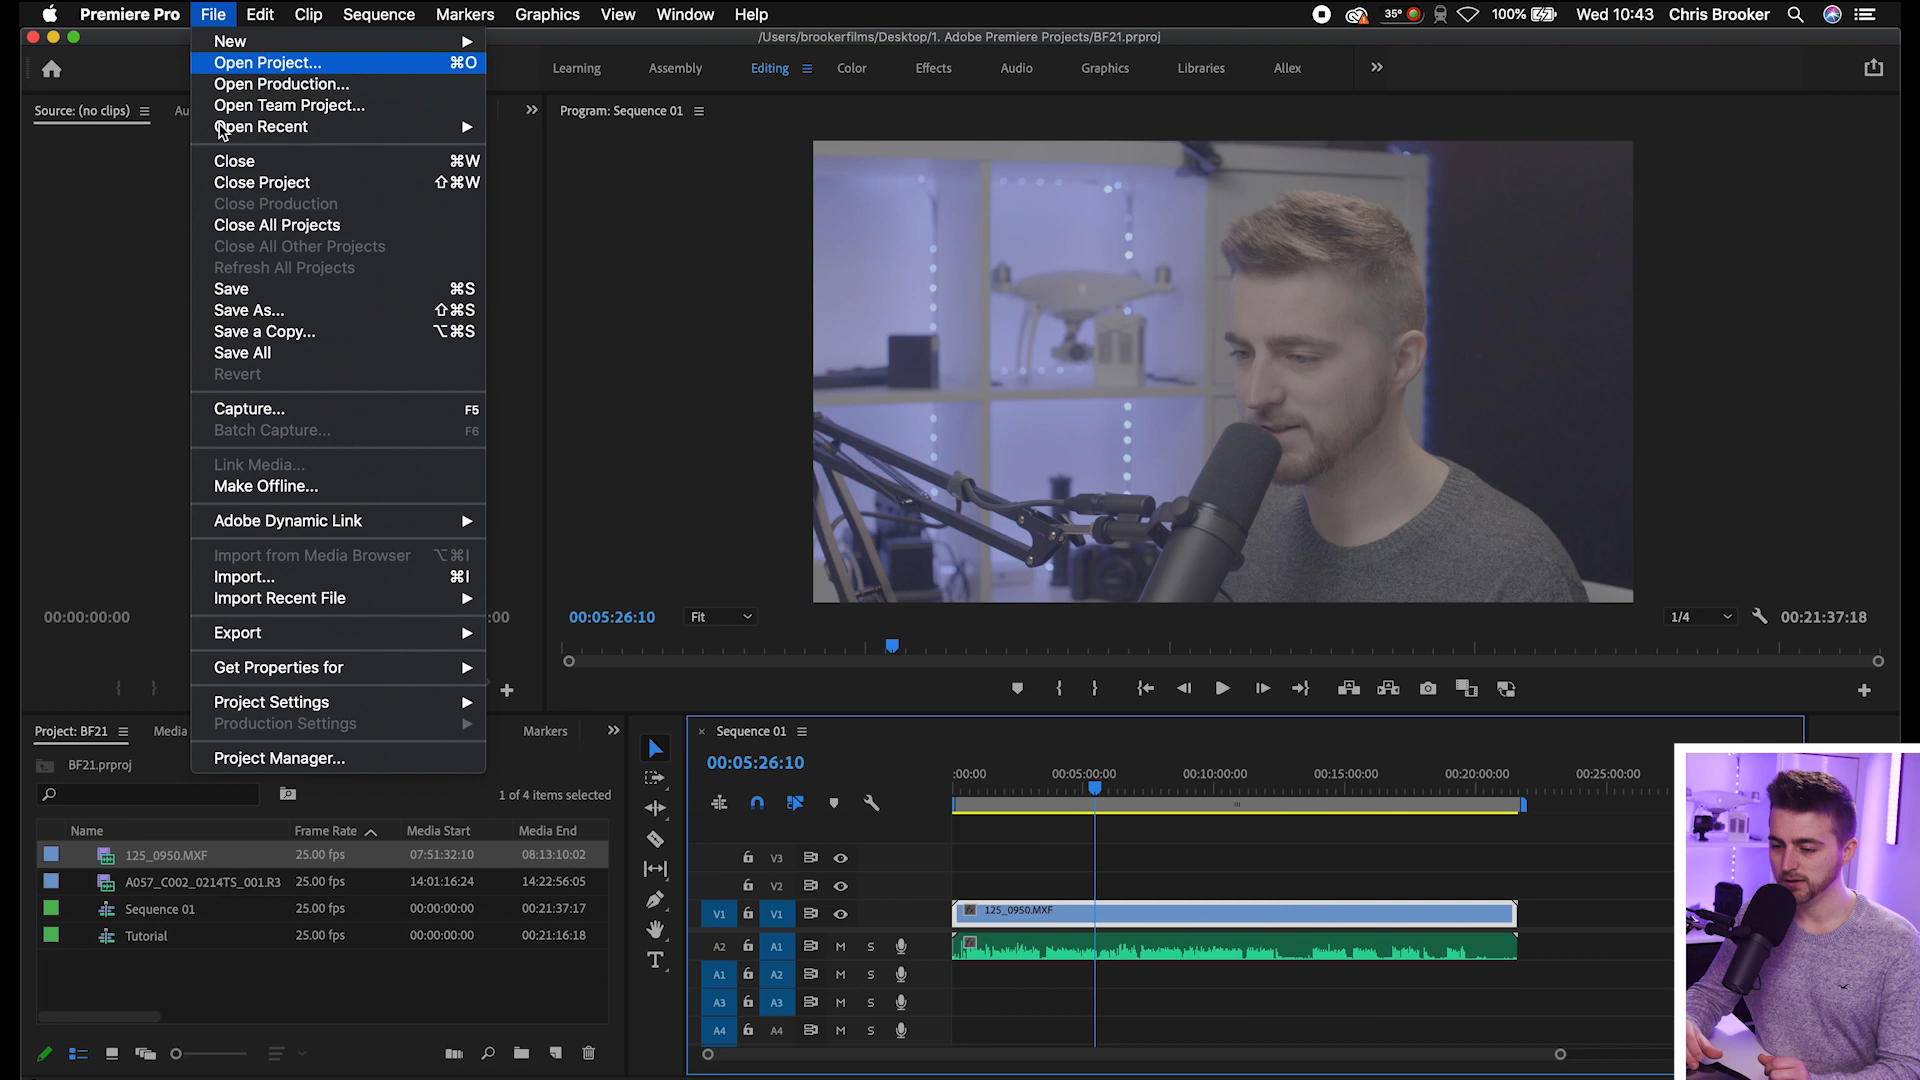 Premiere Pro File Edit Clip Sequence Markers Graphics View Window Help 35° 100% Wed 10:43 Chris Brooker
/Users/brookerfilms/Desktop/1. Adobe Premiere Projects/BF21.prproj
Learning Assembly Editing Color Effects Audio Graphics Libraries Allex
Source: (no clips) Au
Program: Sequence 01
New
Open Project... ⌘O
Open Production...
Open Team Project...
Open Recent
Close ⌘W
Close Project ⇧⌘W
Close Production
Close All Projects
Close All Other Projects
Refresh All Projects
Save ⌘S
Save As... ⇧⌘S
Save a Copy... ⌥⌘S
Save All
Revert
Capture... F5
Batch Capture... F6
Link Media...
Make Offline...
Adobe Dynamic Link
Import from Media Browser ⌥⌘I
Import... ⌘I
Import Recent File
Export
Get Properties for
Project Settings
Production Settings
Project Manager...
00:00:00:00 :00
00:05:26:10 Fit 1/4 00:21:37:18
Project: BF21 Media Markers
BF21.prproj
1 of 4 items selected
Name Frame Rate Media Start Media End
125_0950.MXF 25.00 fps 07:51:32:10 08:13:10:02
A057_C002_0214TS_001.R3 25.00 fps 14:01:16:24 14:22:56:05
Sequence 01 25.00 fps 00:00:00:00 00:21:37:17
Tutorial 25.00 fps 00:00:00:00 00:21:16:18
× Sequence 01
00:05:26:10
:00:00 00:05:00:00 00:10:00:00 00:15:00:00 00:20:00:00 00:25:00:00
V3
V2
V1 V1 fx 125_0950.MXF
A2 A1 M S fx
A1 A2 M S
A3 A3 M S
A4 A4 M S